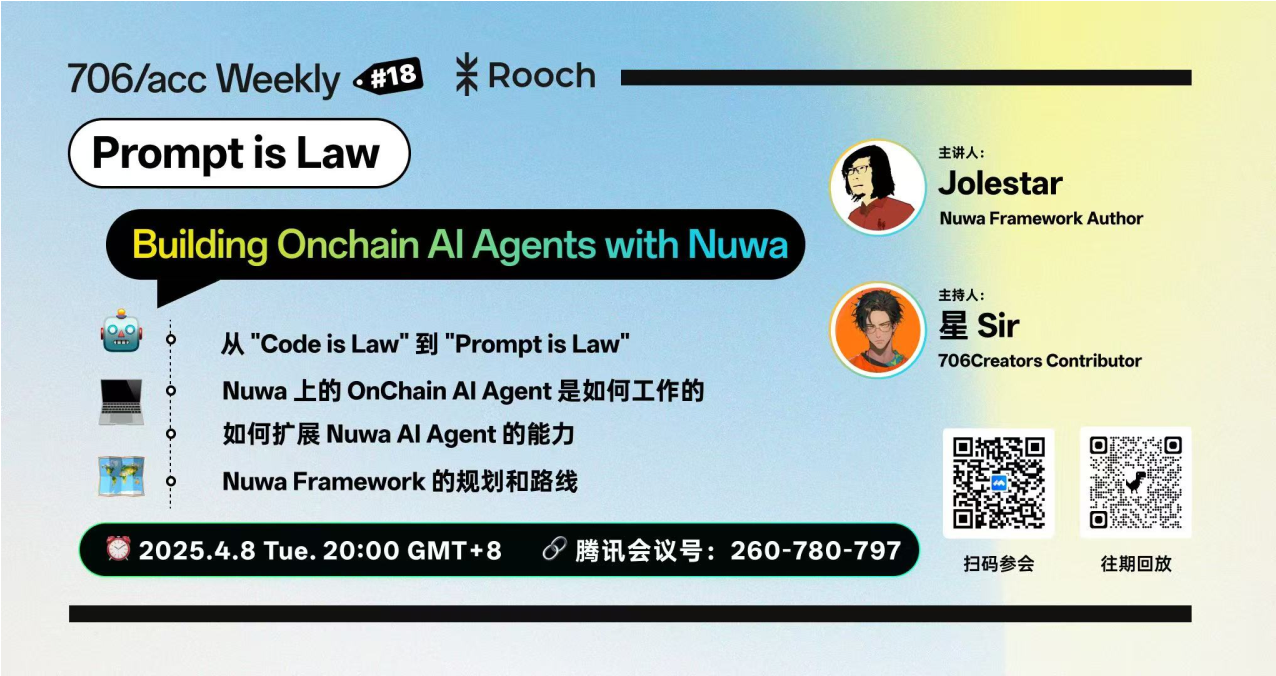 706/acc Weekly #18 Rooch
Prompt is Law
Building Onchain AI Agents with Nuwa
从 "Code is Law" 到 "Prompt is Law"
Nuwa 上的 OnChain AI Agent 是如何工作的
如何扩展 Nuwa AI Agent 的能力
Nuwa Framework 的规划和路线
2025.4.8 Tue. 20:00 GMT+8 腾讯会议号：260-780-797
主讲人：
Jolestar
Nuwa Framework Author
主持人：
星 Sir
706Creators Contributor
扫码参会 往期回放